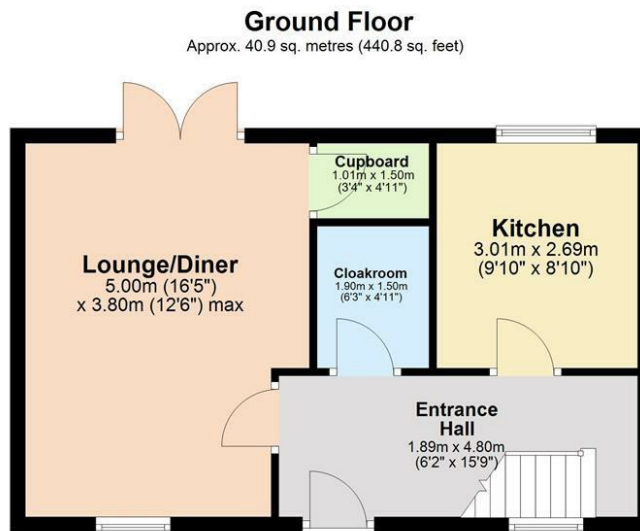 Ground Floor
Approx. 40.9 sq. metres (440.8 sq. feet)
Cupboard
1.01m x 1.50m
(3'4" x 4'11")
Kitchen
3.01m x 2.69m
(9'10" x 8'10")
Lounge/Diner
5.00m (16'5")
x 3.80m (12'6") max
Cloakroom
1.90m x 1.50m
(6'3" x 4'11")
Entrance
Hall
1.89m x 4.80m
(6'2" x 15'9")